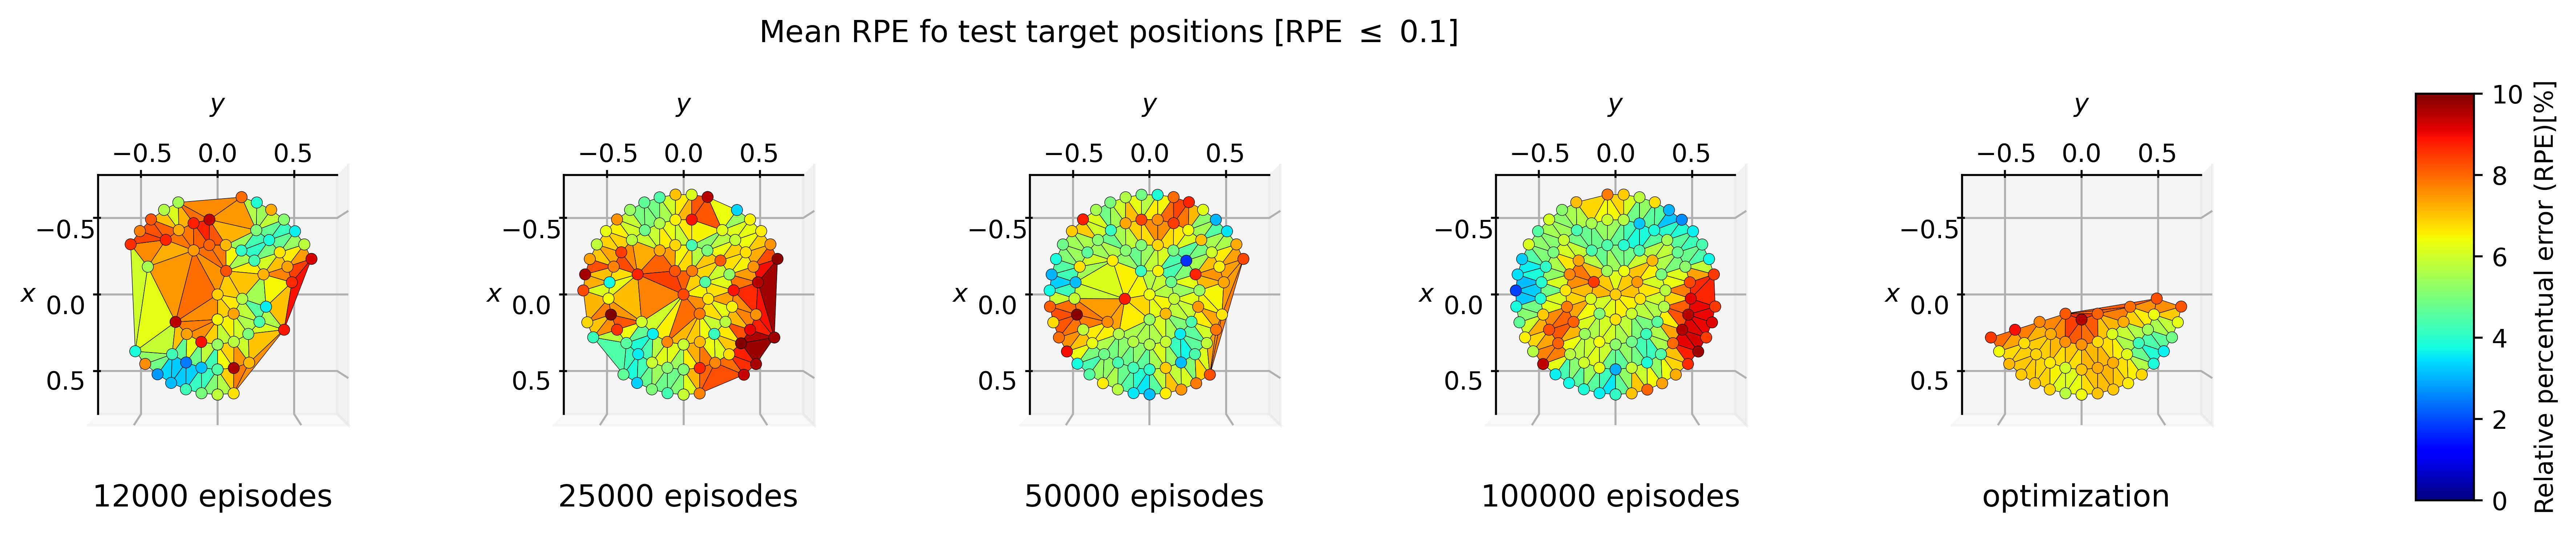 Mean RPE fo test target positions [RPE ≤ 0.1]
y
y
y
y
y
−0.5 0.0 0.5
−0.5 0.0 0.5
−0.5 0.0 0.5
−0.5 0.0 0.5
−0.5 0.0 0.5
x
−0.5
0.0
0.5
x
−0.5
0.0
0.5
x
−0.5
0.0
0.5
x
−0.5
0.0
0.5
x
−0.5
0.0
0.5
12000 episodes
25000 episodes
50000 episodes
100000 episodes
optimization
10
8
6
4
2
0
Relative percentual error (RPE)[%]